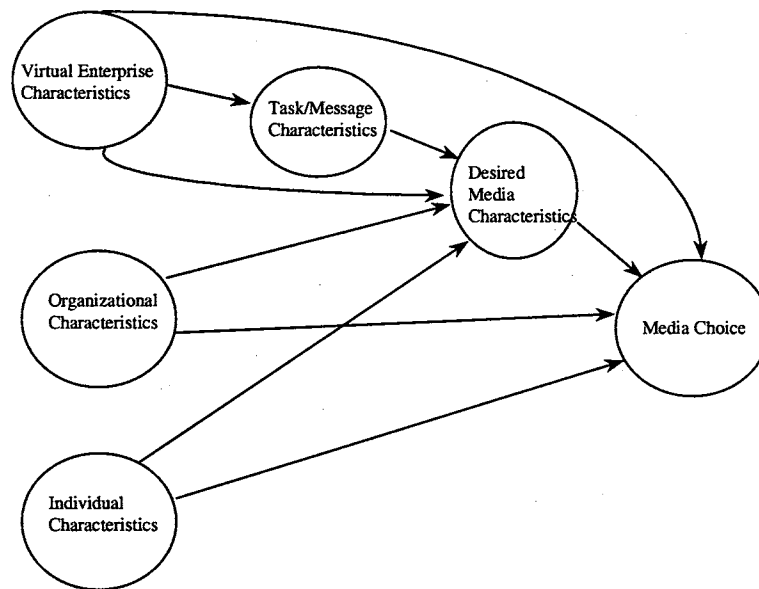 Virtual Enterprise
Characteristics
Task/Message
Characteristics
Desired
Media
Characteristics
Organizational
Characteristics
Media Choice
Individual
Characteristics